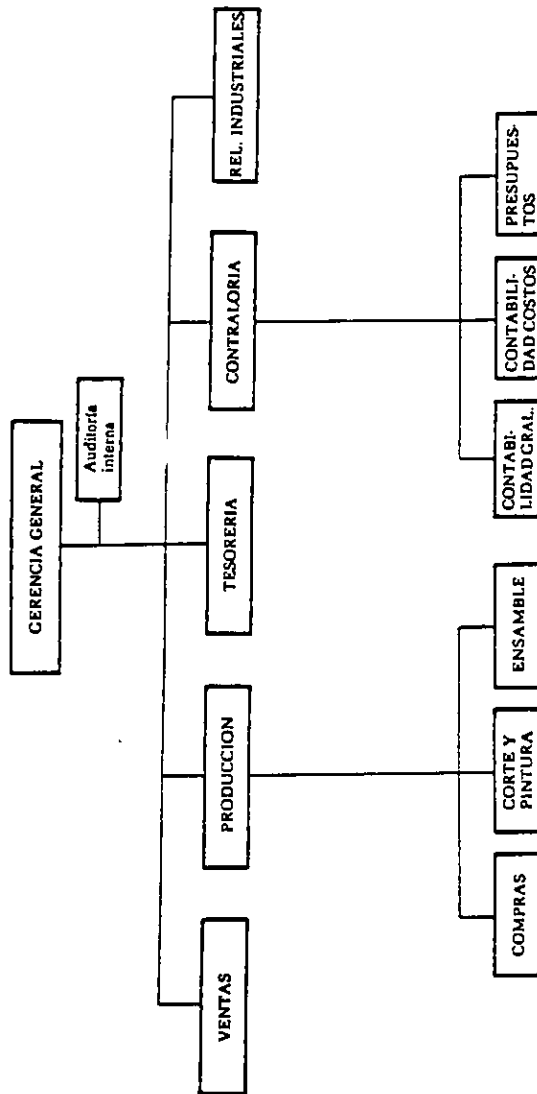 GERENCIA GENERAL
Auditoría
interna
VENTAS
PRODUCCION
TESORERIA
CONTRALORIA
REL. INDUSTRIALES
COMPRAS
CORTE Y
PINTURA
ENSAMBLE
CONTABI-
LIDAD GRAL.
CONTABILI-
DAD COSTOS
PRESUPUES-
TOS